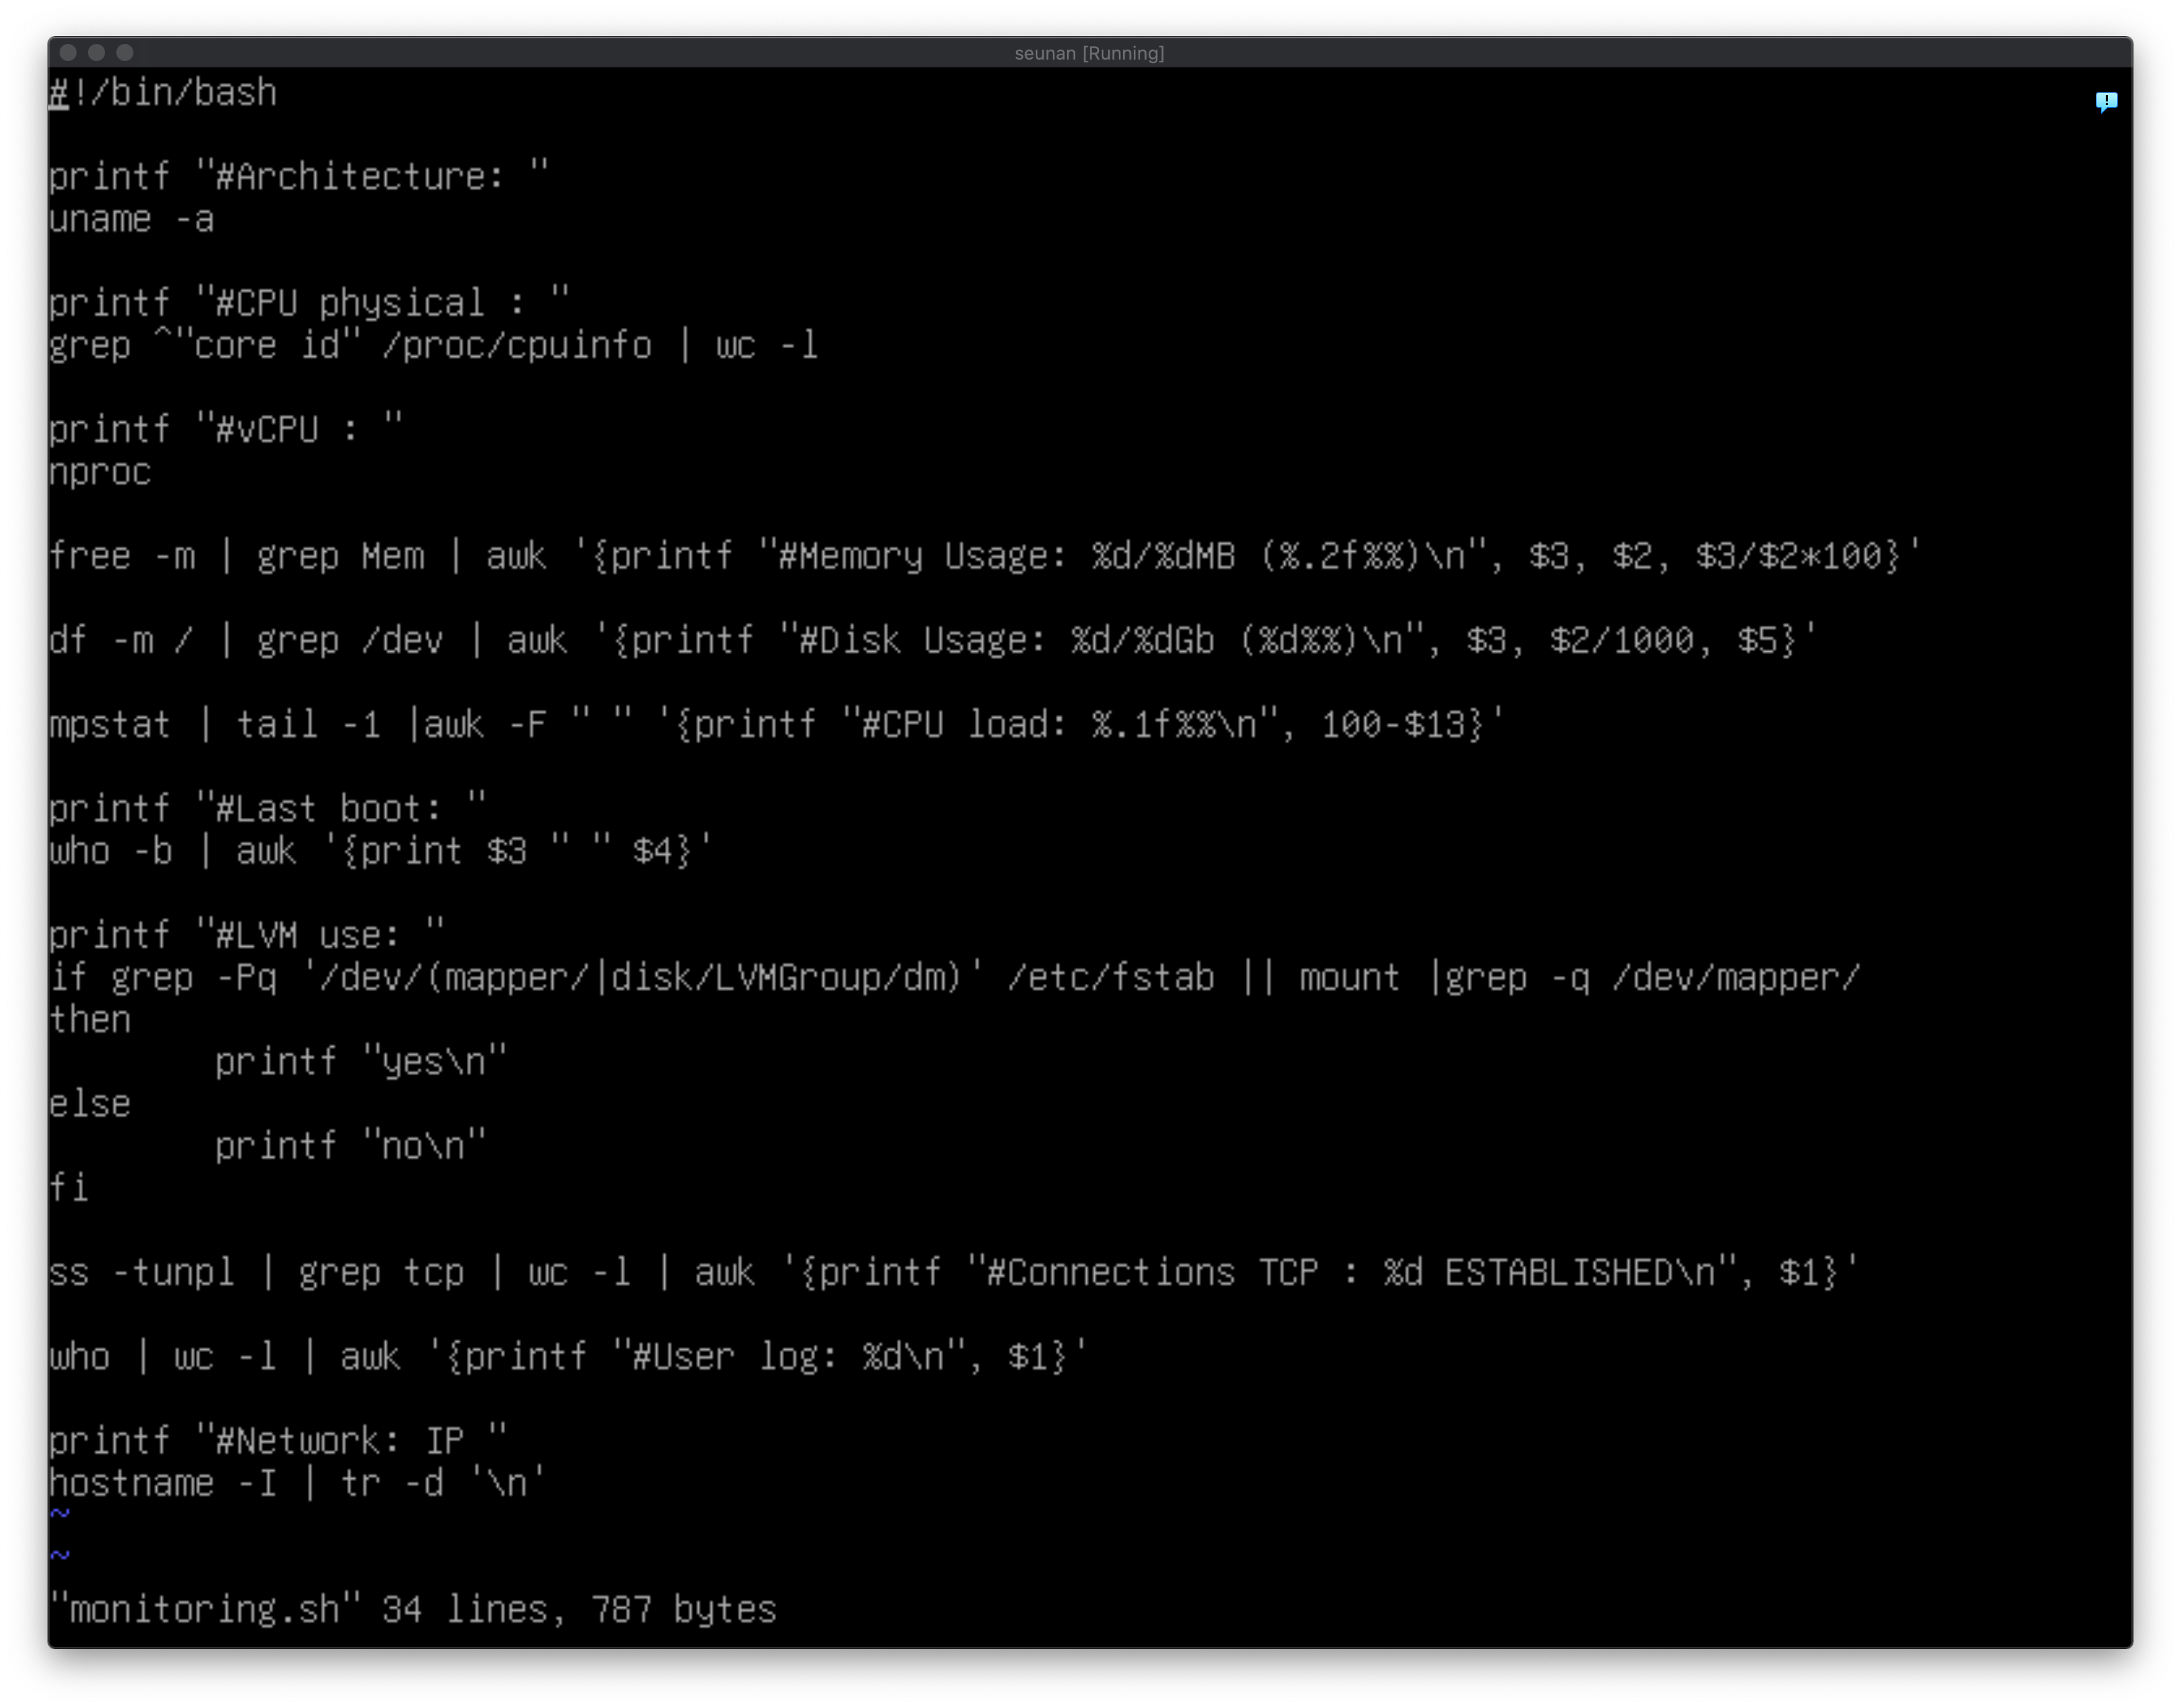 seunan [Running]
#!/bin/bash
printf "#Architecture: "
uname -a
printf "#CPU physical : "
grep ^"core id" /proc/cpuinfo | wc -l
printf "#vCPU : "
nproc
free -m | grep Mem | awk '{printf "#Memory Usage: %d/%dMB (%.2f%%)\n", $3, $2, $3/$2*100}'
df -m / | grep /dev | awk '{printf "#Disk Usage: %d/%dGb (%d%%)\n", $3, $2/1000, $5}'
mpstat | tail -1 |awk -F " " '{printf "#CPU load: %.1f%%\n", 100-$13}'
printf "#Last boot: "
who -b | awk '{print $3 " " $4}'
printf "#LVM use: "
if grep -Pq '/dev/(mapper/|disk/LVMGroup/dm)' /etc/fstab || mount |grep -q /dev/mapper/
then
        printf "yes\n"
else
        printf "no\n"
fi
ss -tunpl | grep tcp | wc -l | awk '{printf "#Connections TCP : %d ESTABLISHED\n", $1}'
who | wc -l | awk '{printf "#User log: %d\n", $1}'
printf "#Network: IP "
hostname -I | tr -d '\n'
~
~
"monitoring.sh" 34 lines, 787 bytes